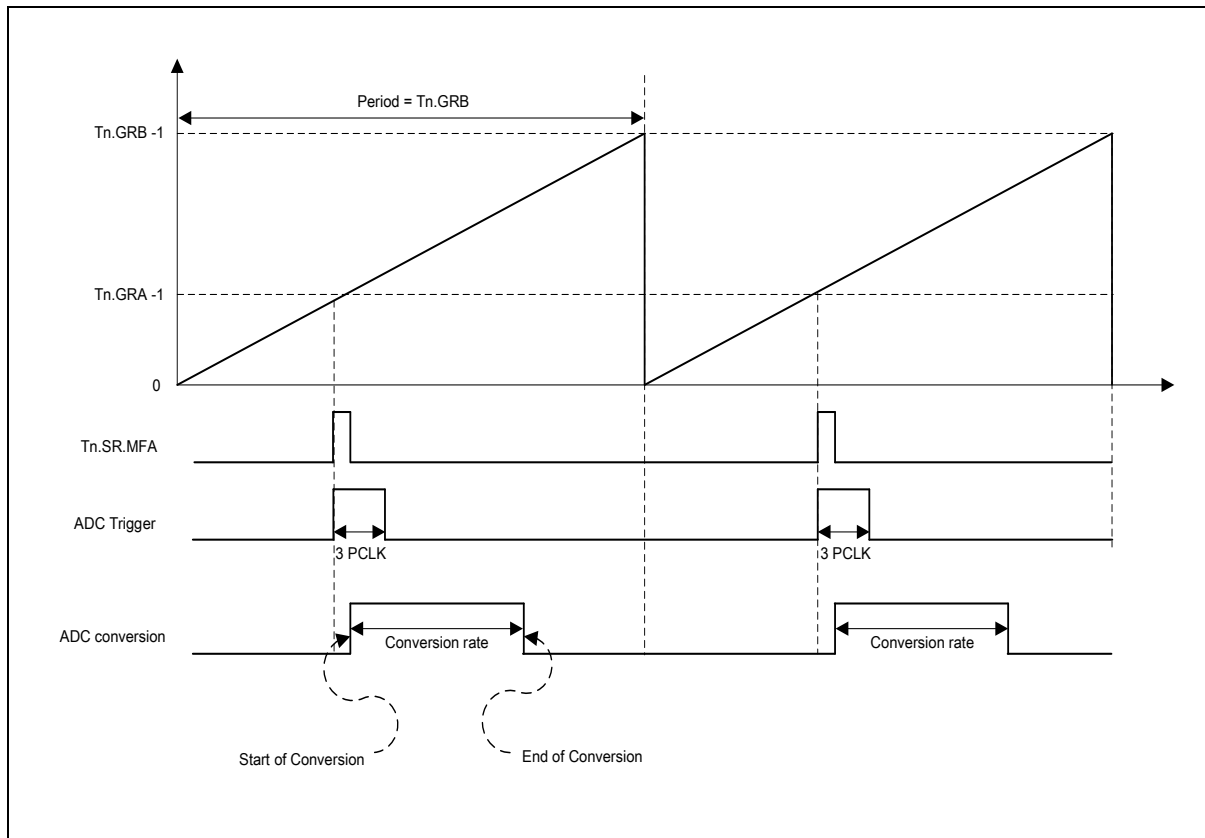 Period = Tn.GRB
Tn.GRB -1
Tn.GRA -1
0
Tn.SR.MFA
ADC Trigger
3 PCLK
3 PCLK
ADC conversion
Conversion rate
Conversion rate
Start of Conversion
End of Conversion